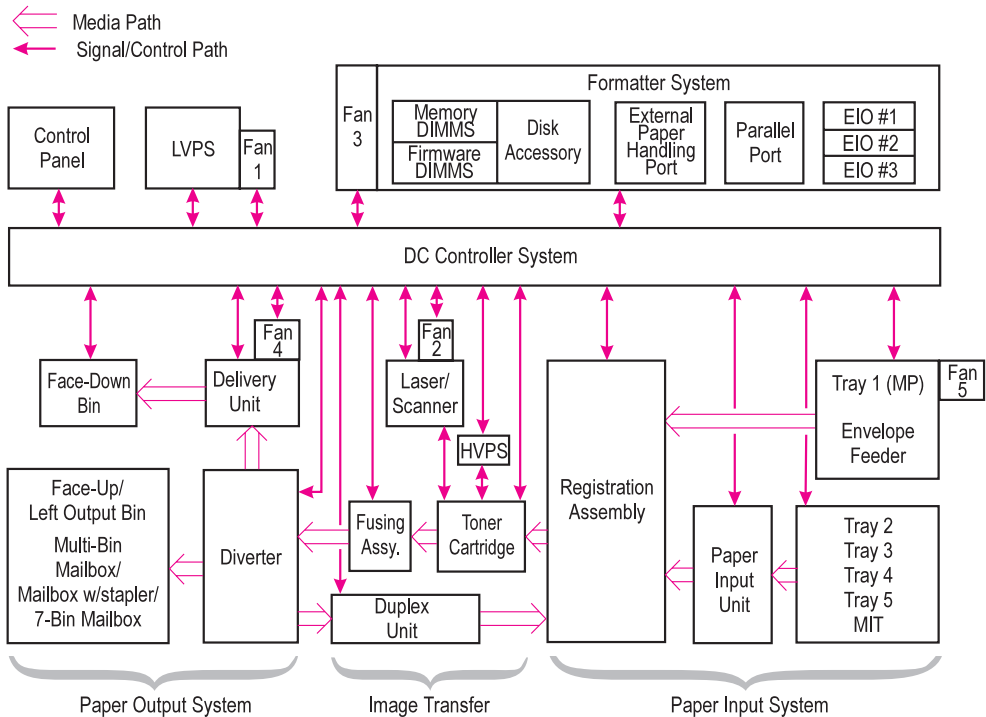 Media Path
Signal/Control Path
Control
Panel
LVPS
Fan
1
Fan
3
Formatter System
Memory
DIMMS
Firmware
DIMMS
Disk
Accessory
External
Paper
Handling
Port
Parallel
Port
EIO #1
EIO #2
EIO #3
DC Controller System
Face-Down
Bin
Delivery
Unit
Fan
4
Laser/
Scanner
Fan
2
HVPS
Registration
Assembly
Tray 1 (MP)
Envelope
Feeder
Fan
5
Face-Up/
Left Output Bin
Multi-Bin
Mailbox/
Mailbox w/stapler/
7-Bin Mailbox
Diverter
Fusing
Assy.
Toner
Cartridge
Duplex
Unit
Paper
Input
Unit
Tray 2
Tray 3
Tray 4
Tray 5
MIT
Paper Output System
Image Transfer
Paper Input System